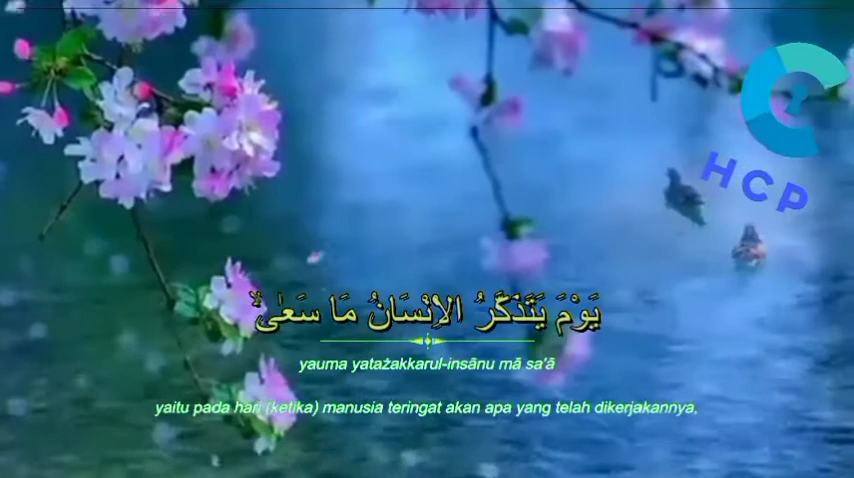 HCP
يَوْمَ يَتَذَكَّرُ الْاِنْسَانُ مَا سَعٰىۙ
yauma yatażakkarul-insānu mā sa'ā
yaitu pada hari (ketika) manusia teringat akan apa yang telah dikerjakannya,